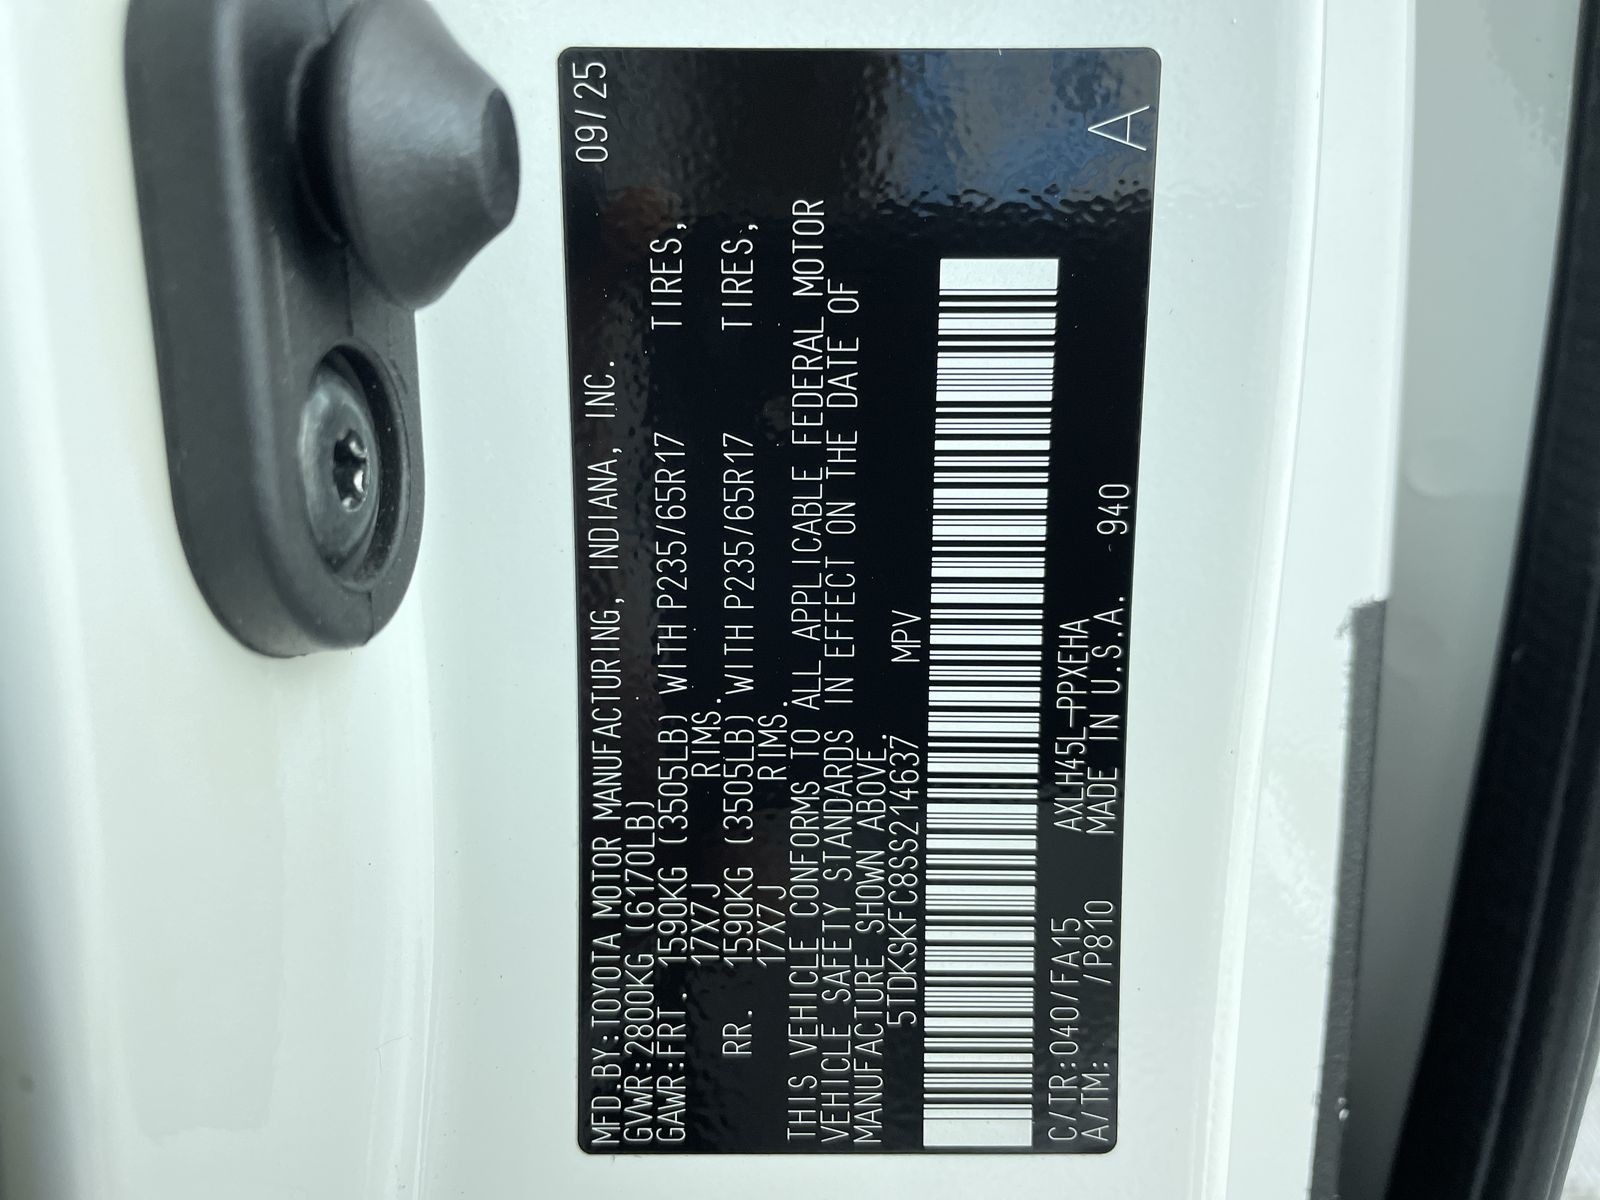 MFD.BY:TOYOTA MOTOR MANUFACTURING, INDIANA, INC. 09/25
GVWR:2800KG (6170LB)
GAWR:FRT. 1590KG (3505LB) WITH P235/65R17 TIRES,
17X7J RIMS.
RR. 1590KG (3505LB) WITH P235/65R17 TIRES,
17X7J RIMS.
THIS VEHICLE CONFORMS TO ALL APPLICABLE FEDERAL MOTOR
VEHICLE SAFETY STANDARDS IN EFFECT ON THE DATE OF
MANUFACTURE SHOWN ABOVE.
5TDKSKFC8SS214637 MPV
C/TR:040/FA15 AXLH45L-PPXEHA
A/TM: /P810 MADE IN U.S.A. 940 A